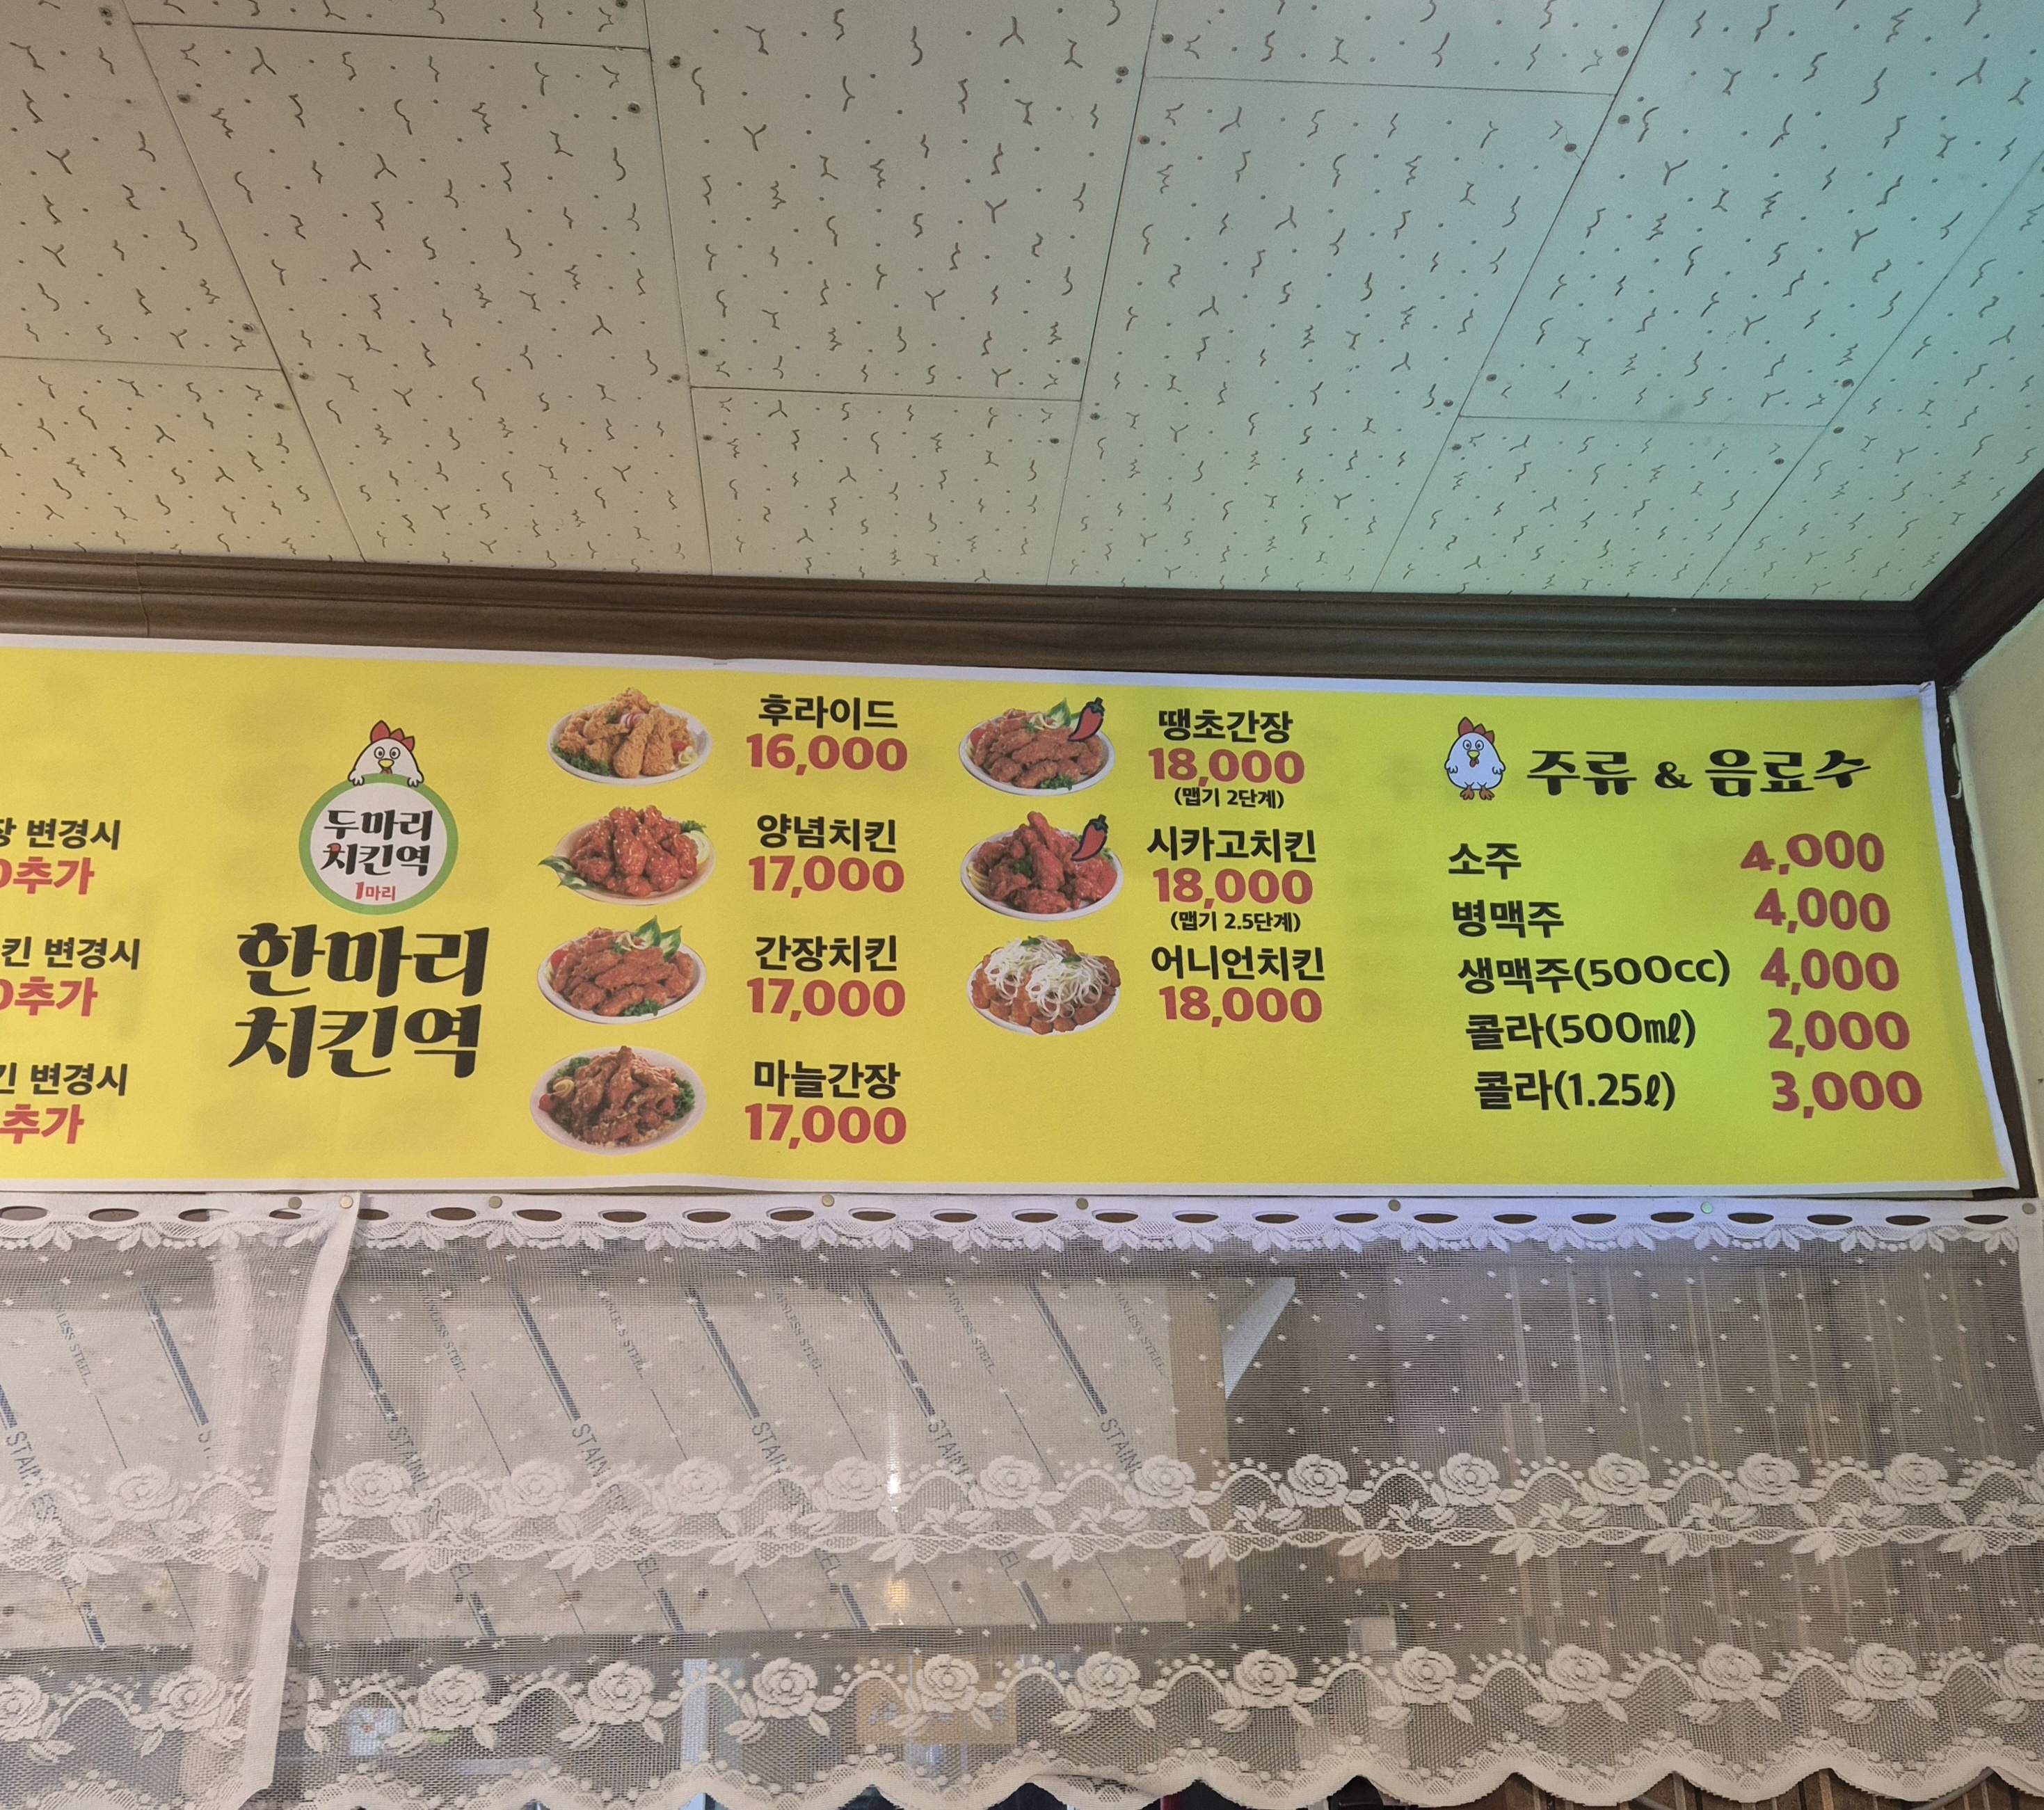 장 변경시
0추가
킨 변경시
0추가
킨 변경시
추가
두마리
치킨역
1마리
한마리
치킨역
후라이드
16,000
양념치킨
17,000
간장치킨
17,000
마늘간장
17,000
땡초간장
18,000
(맵기 2단계)
시카고치킨
18,000
(맵기 2.5단계)
어니언치킨
18,000
주류 & 음료수
소주 4,000
병맥주 4,000
생맥주(500cc) 4,000
콜라(500㎖) 2,000
콜라(1.25ℓ) 3,000
STAINLESS STEEL